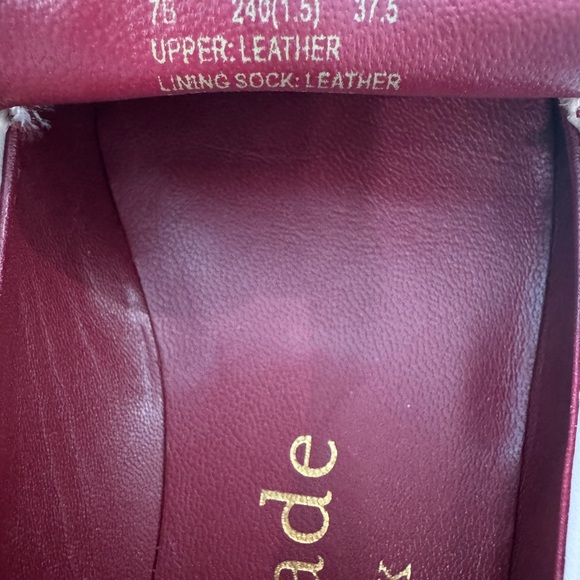 7B 240(1.5) 37.5
UPPER: LEATHER
LINING SOCK: LEATHER
ade
k